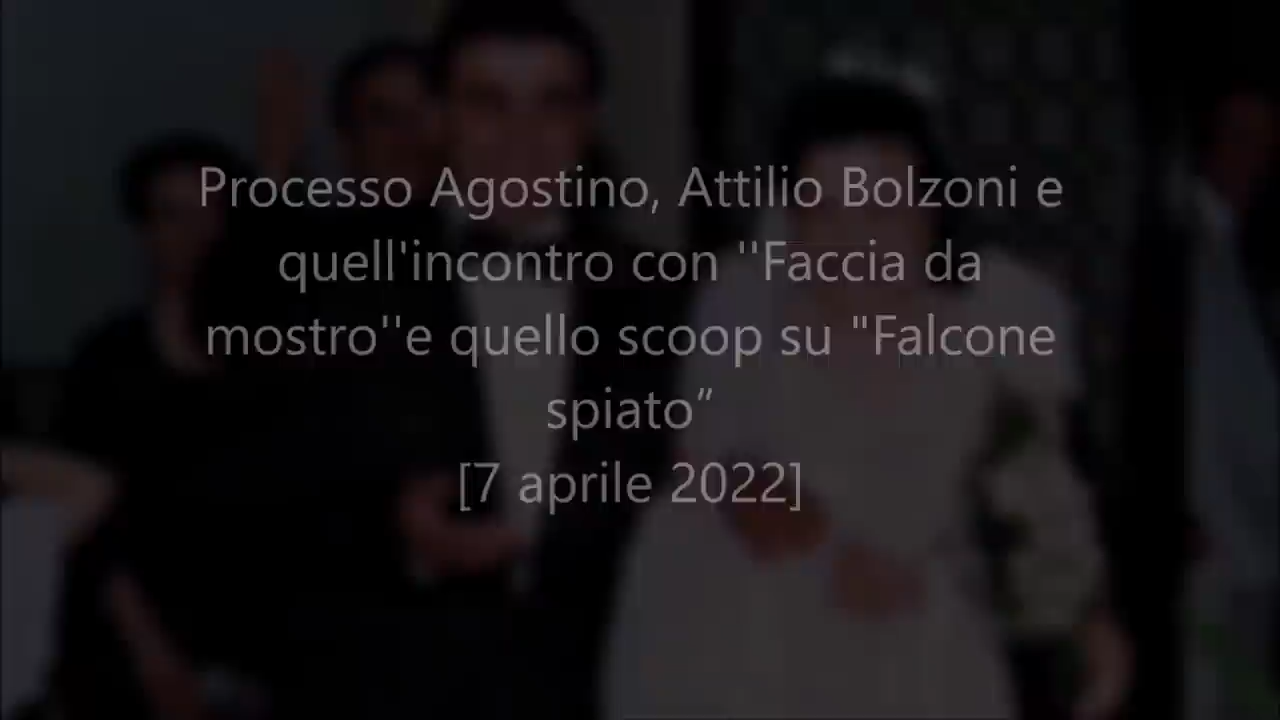 Processo Agostino, Attilio Bolzoni e
quell'incontro con ''Faccia da
mostro''e quello scoop su "Falcone
spiato”
[7 aprile 2022]